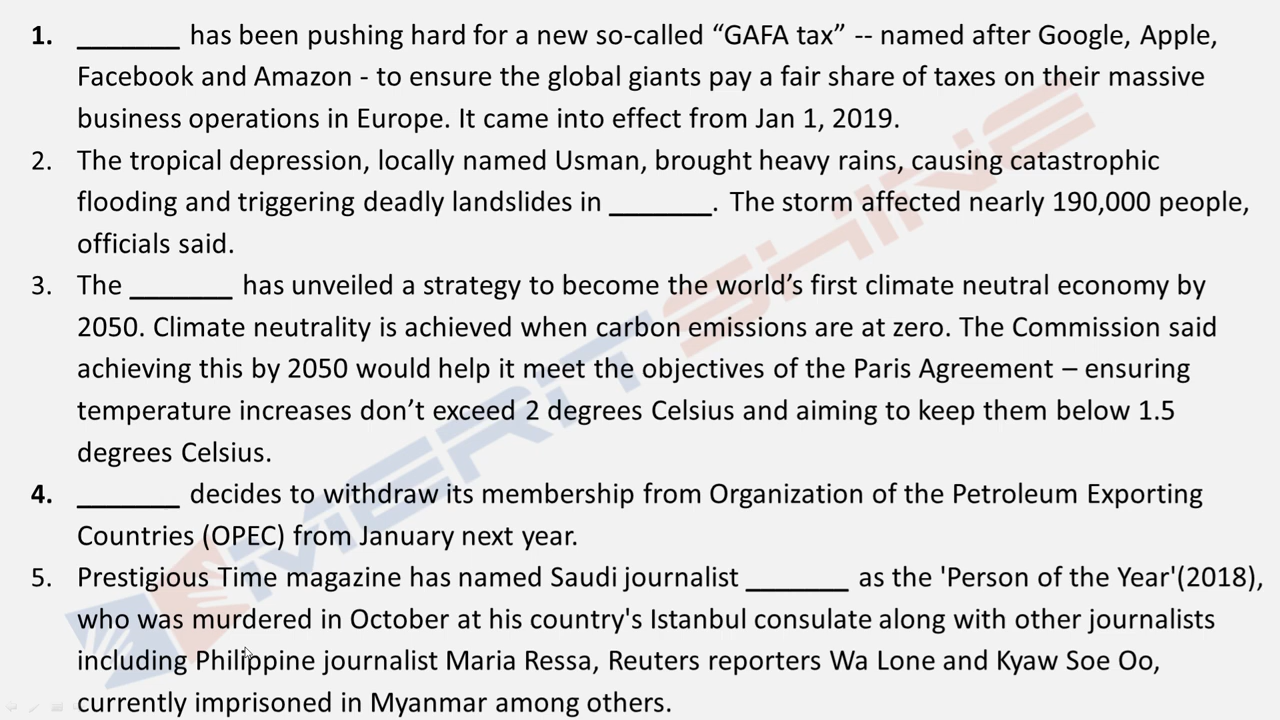 1. _______ has been pushing hard for a new so-called “GAFA tax” -- named after Google, Apple,
Facebook and Amazon - to ensure the global giants pay a fair share of taxes on their massive
business operations in Europe. It came into effect from Jan 1, 2019.
2. The tropical depression, locally named Usman, brought heavy rains, causing catastrophic
flooding and triggering deadly landslides in _______. The storm affected nearly 190,000 people,
officials said.
3. The _______ has unveiled a strategy to become the world’s first climate neutral economy by
2050. Climate neutrality is achieved when carbon emissions are at zero. The Commission said
achieving this by 2050 would help it meet the objectives of the Paris Agreement – ensuring
temperature increases don’t exceed 2 degrees Celsius and aiming to keep them below 1.5
degrees Celsius.
4. _______ decides to withdraw its membership from Organization of the Petroleum Exporting
Countries (OPEC) from January next year.
5. Prestigious Time magazine has named Saudi journalist _______ as the 'Person of the Year'(2018),
who was murdered in October at his country's Istanbul consulate along with other journalists
including Philippine journalist Maria Ressa, Reuters reporters Wa Lone and Kyaw Soe Oo,
currently imprisoned in Myanmar among others.
MERITSHINE